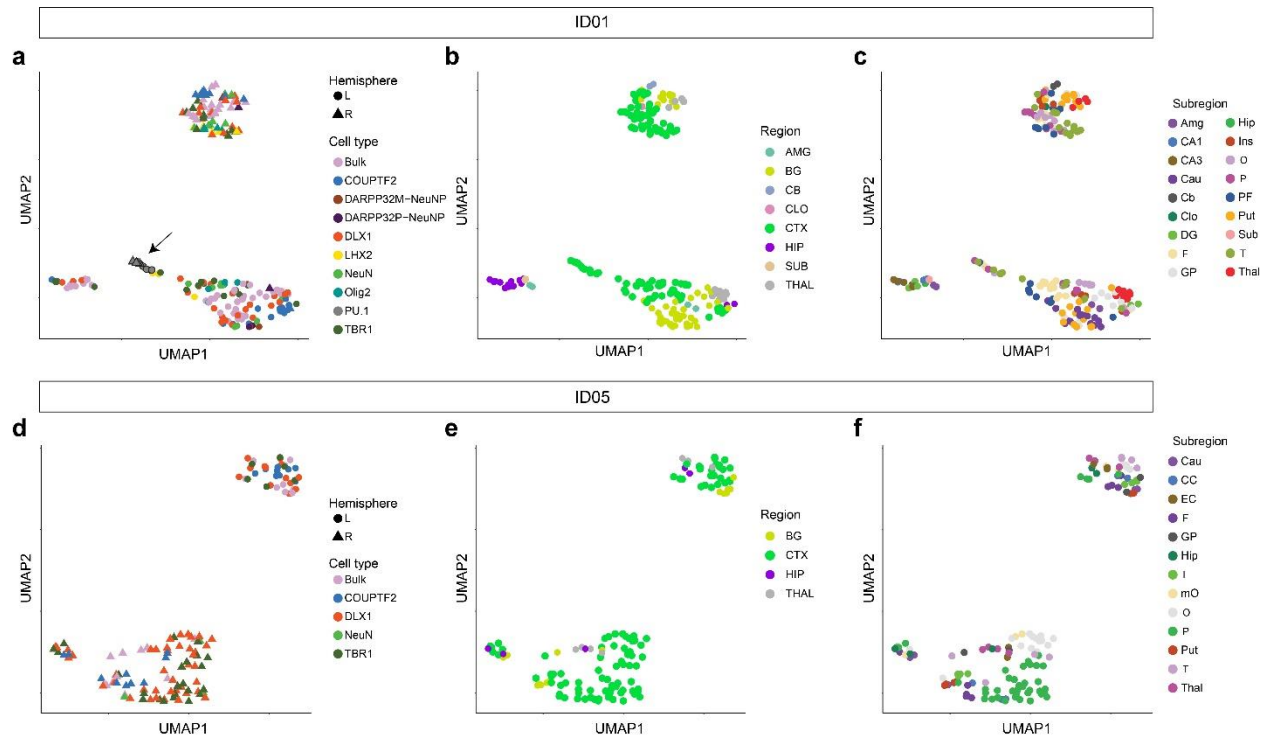 ID01
a
UMAP2
UMAP1
Hemisphere
L
R
Cell type
Bulk
COUPTF2
DARPP32M-NeuNP
DARPP32P-NeuNP
DLX1
LHX2
NeuN
Olig2
PU.1
TBR1
b
UMAP2
UMAP1
Region
AMG
BG
CB
CLO
CTX
HIP
SUB
THAL
c
UMAP2
UMAP1
Subregion
Amg Hip
CA1 Ins
CA3 O
Cau P
Cb PF
Clo Put
DG Sub
F T
GP Thal
ID05
d
UMAP2
UMAP1
Hemisphere
L
R
Cell type
Bulk
COUPTF2
DLX1
NeuN
TBR1
e
UMAP2
UMAP1
Region
BG
CTX
HIP
THAL
f
UMAP2
UMAP1
Subregion
Cau
CC
EC
F
GP
Hip
I
mO
O
P
Put
T
Thal